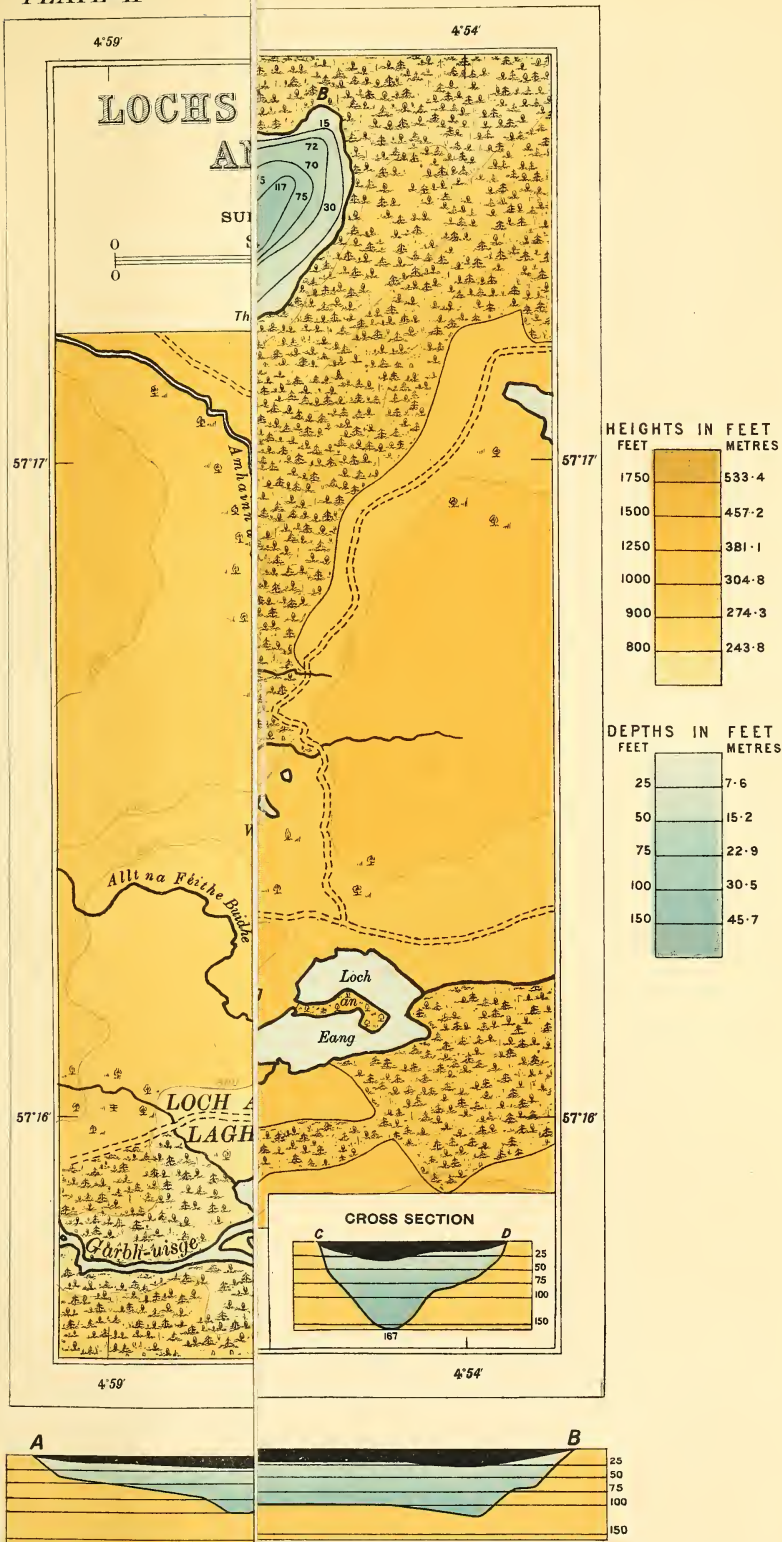 4°59'
4°54'
LOCHS
B
15
72
70
117
75
30
0
0
Th
HEIGHTS IN FEET
FEET METRES
1750 533·4
1500 457·2
1250 381·1
1000 304·8
900 274·3
800 243·8
57°17'
57°17'
Amhainn
DEPTHS IN FEET
FEET METRES
25 7·6
50 15·2
75 22·9
100 30·5
150 45·7
W
Allt na Féithe Buidhe
Loch
an
Eang
57°16'
57°16'
LOCH A
LAGH
Garbh-uisge
CROSS SECTION
C D
25
50
75
100
150
167
4°59'
4°54'
A B
25
50
75
100
150